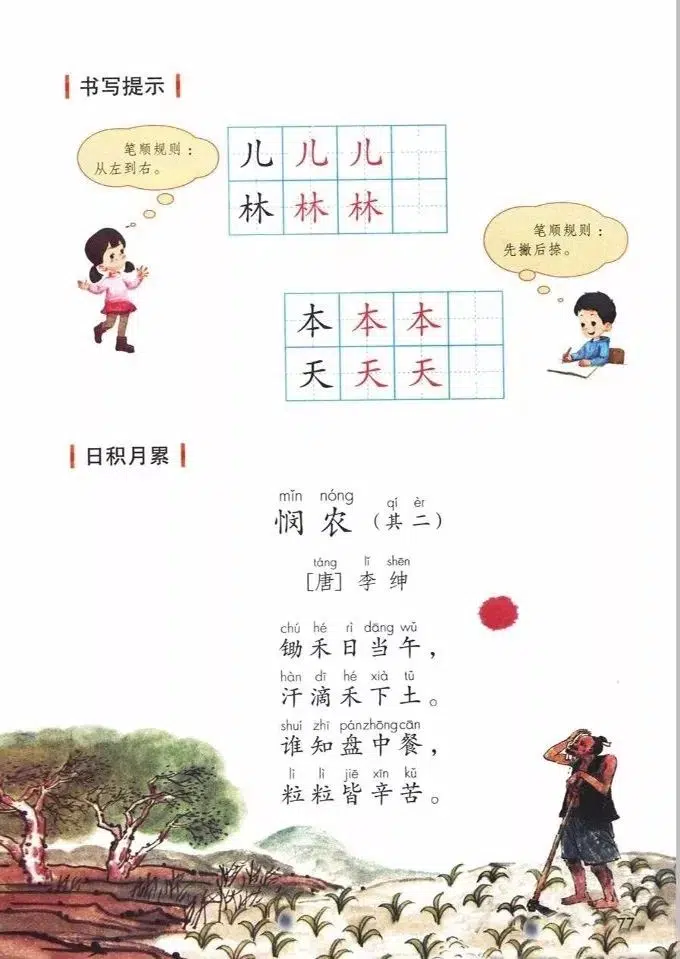 书写提示
笔顺规则：
从左到右。
儿儿儿
林林林
笔顺规则：
先撇后捺。
本本本
天天天
日积月累
mǐn nóng qí èr
悯农（其二）
táng lǐ shēn
［唐］李绅
chú hé rì dāng wǔ
锄禾日当午，
hàn dī hé xià tǔ
汗滴禾下土。
shuí zhī pán zhōng cān
谁知盘中餐，
lì lì jiē xīn kǔ
粒粒皆辛苦。
77